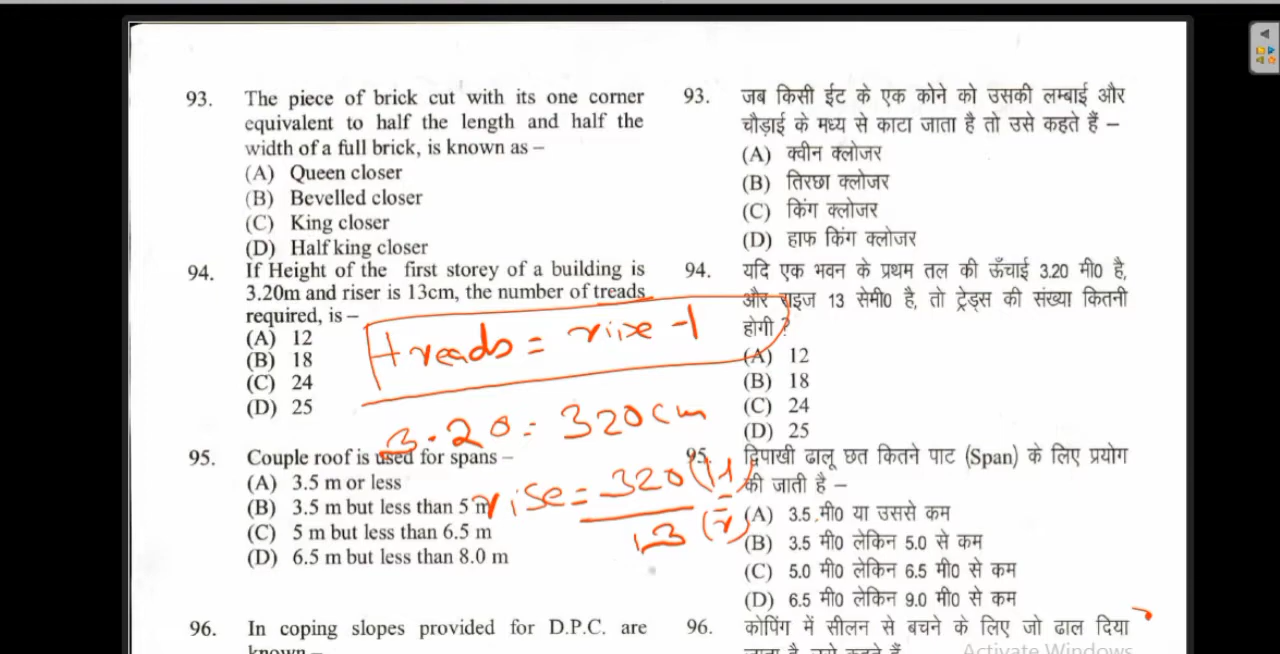 93. The piece of brick cut with its one corner
equivalent to half the length and half the
width of a full brick, is known as –
(A) Queen closer
(B) Bevelled closer
(C) King closer
(D) Half king closer
94. If Height of the first storey of a building is
3.20m and riser is 13cm, the number of treads
required, is –
(A) 12
(B) 18
(C) 24
(D) 25
treads = rise -1
3.20 = 320cm
rise = 320(H)
13(r)
95. Couple roof is used for spans –
(A) 3.5 m or less
(B) 3.5 m but less than 5 m
(C) 5 m but less than 6.5 m
(D) 6.5 m but less than 8.0 m
96. In coping slopes provided for D.P.C. are
known –
93. जब किसी ईट के एक कोने को उसकी लम्बाई और
चौड़ाई के मध्य से काटा जाता है तो उसे कहते हैं –
(A) क्वीन क्लोजर
(B) तिरछा क्लोजर
(C) किंग क्लोजर
(D) हाफ किंग क्लोजर
94. यदि एक भवन के प्रथम तल की ऊँचाई 3.20 मी0 है,
और राइज 13 सेमी0 है, तो ट्रेड्स की संख्या कितनी
होगी ?
(A) 12
(B) 18
(C) 24
(D) 25
95. द्विपाखी ढालू छत कितने पाट (Span) के लिए प्रयोग
की जाती है –
(A) 3.5 मी0 या उससे कम
(B) 3.5 मी0 लेकिन 5.0 से कम
(C) 5.0 मी0 लेकिन 6.5 मी0 से कम
(D) 6.5 मी0 लेकिन 9.0 मी0 से कम
96. कोपिंग में सीलन से बचने के लिए जो ढाल दिया
जाता है, उसे कहते हैं
Activate Windows